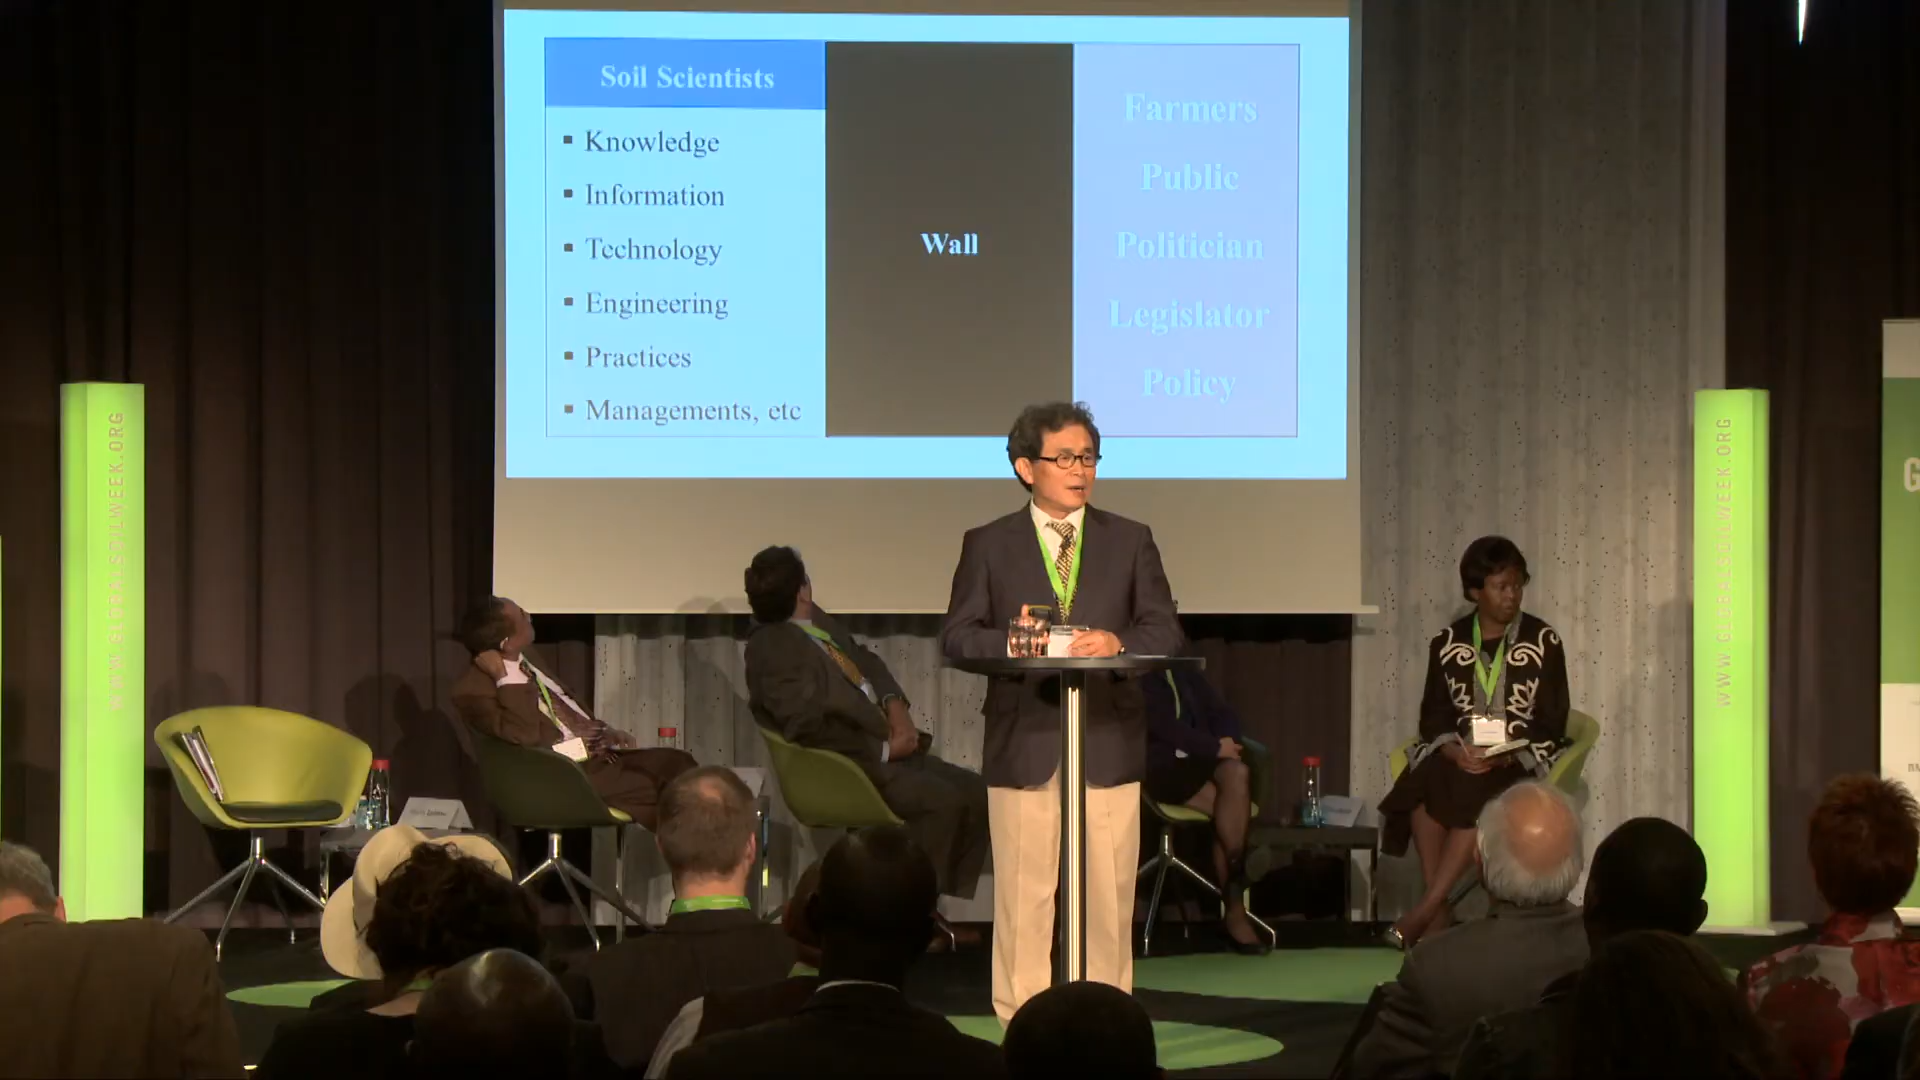 Soil Scientists
▪ Knowledge
▪ Information
▪ Technology
▪ Engineering
▪ Practices
▪ Managements, etc
Wall
Farmers
Public
Politician
Legislator
Policy
WWW.GLOBALSOILWEEK.ORG
WWW.GLOBALSOILWEEK.ORG
G